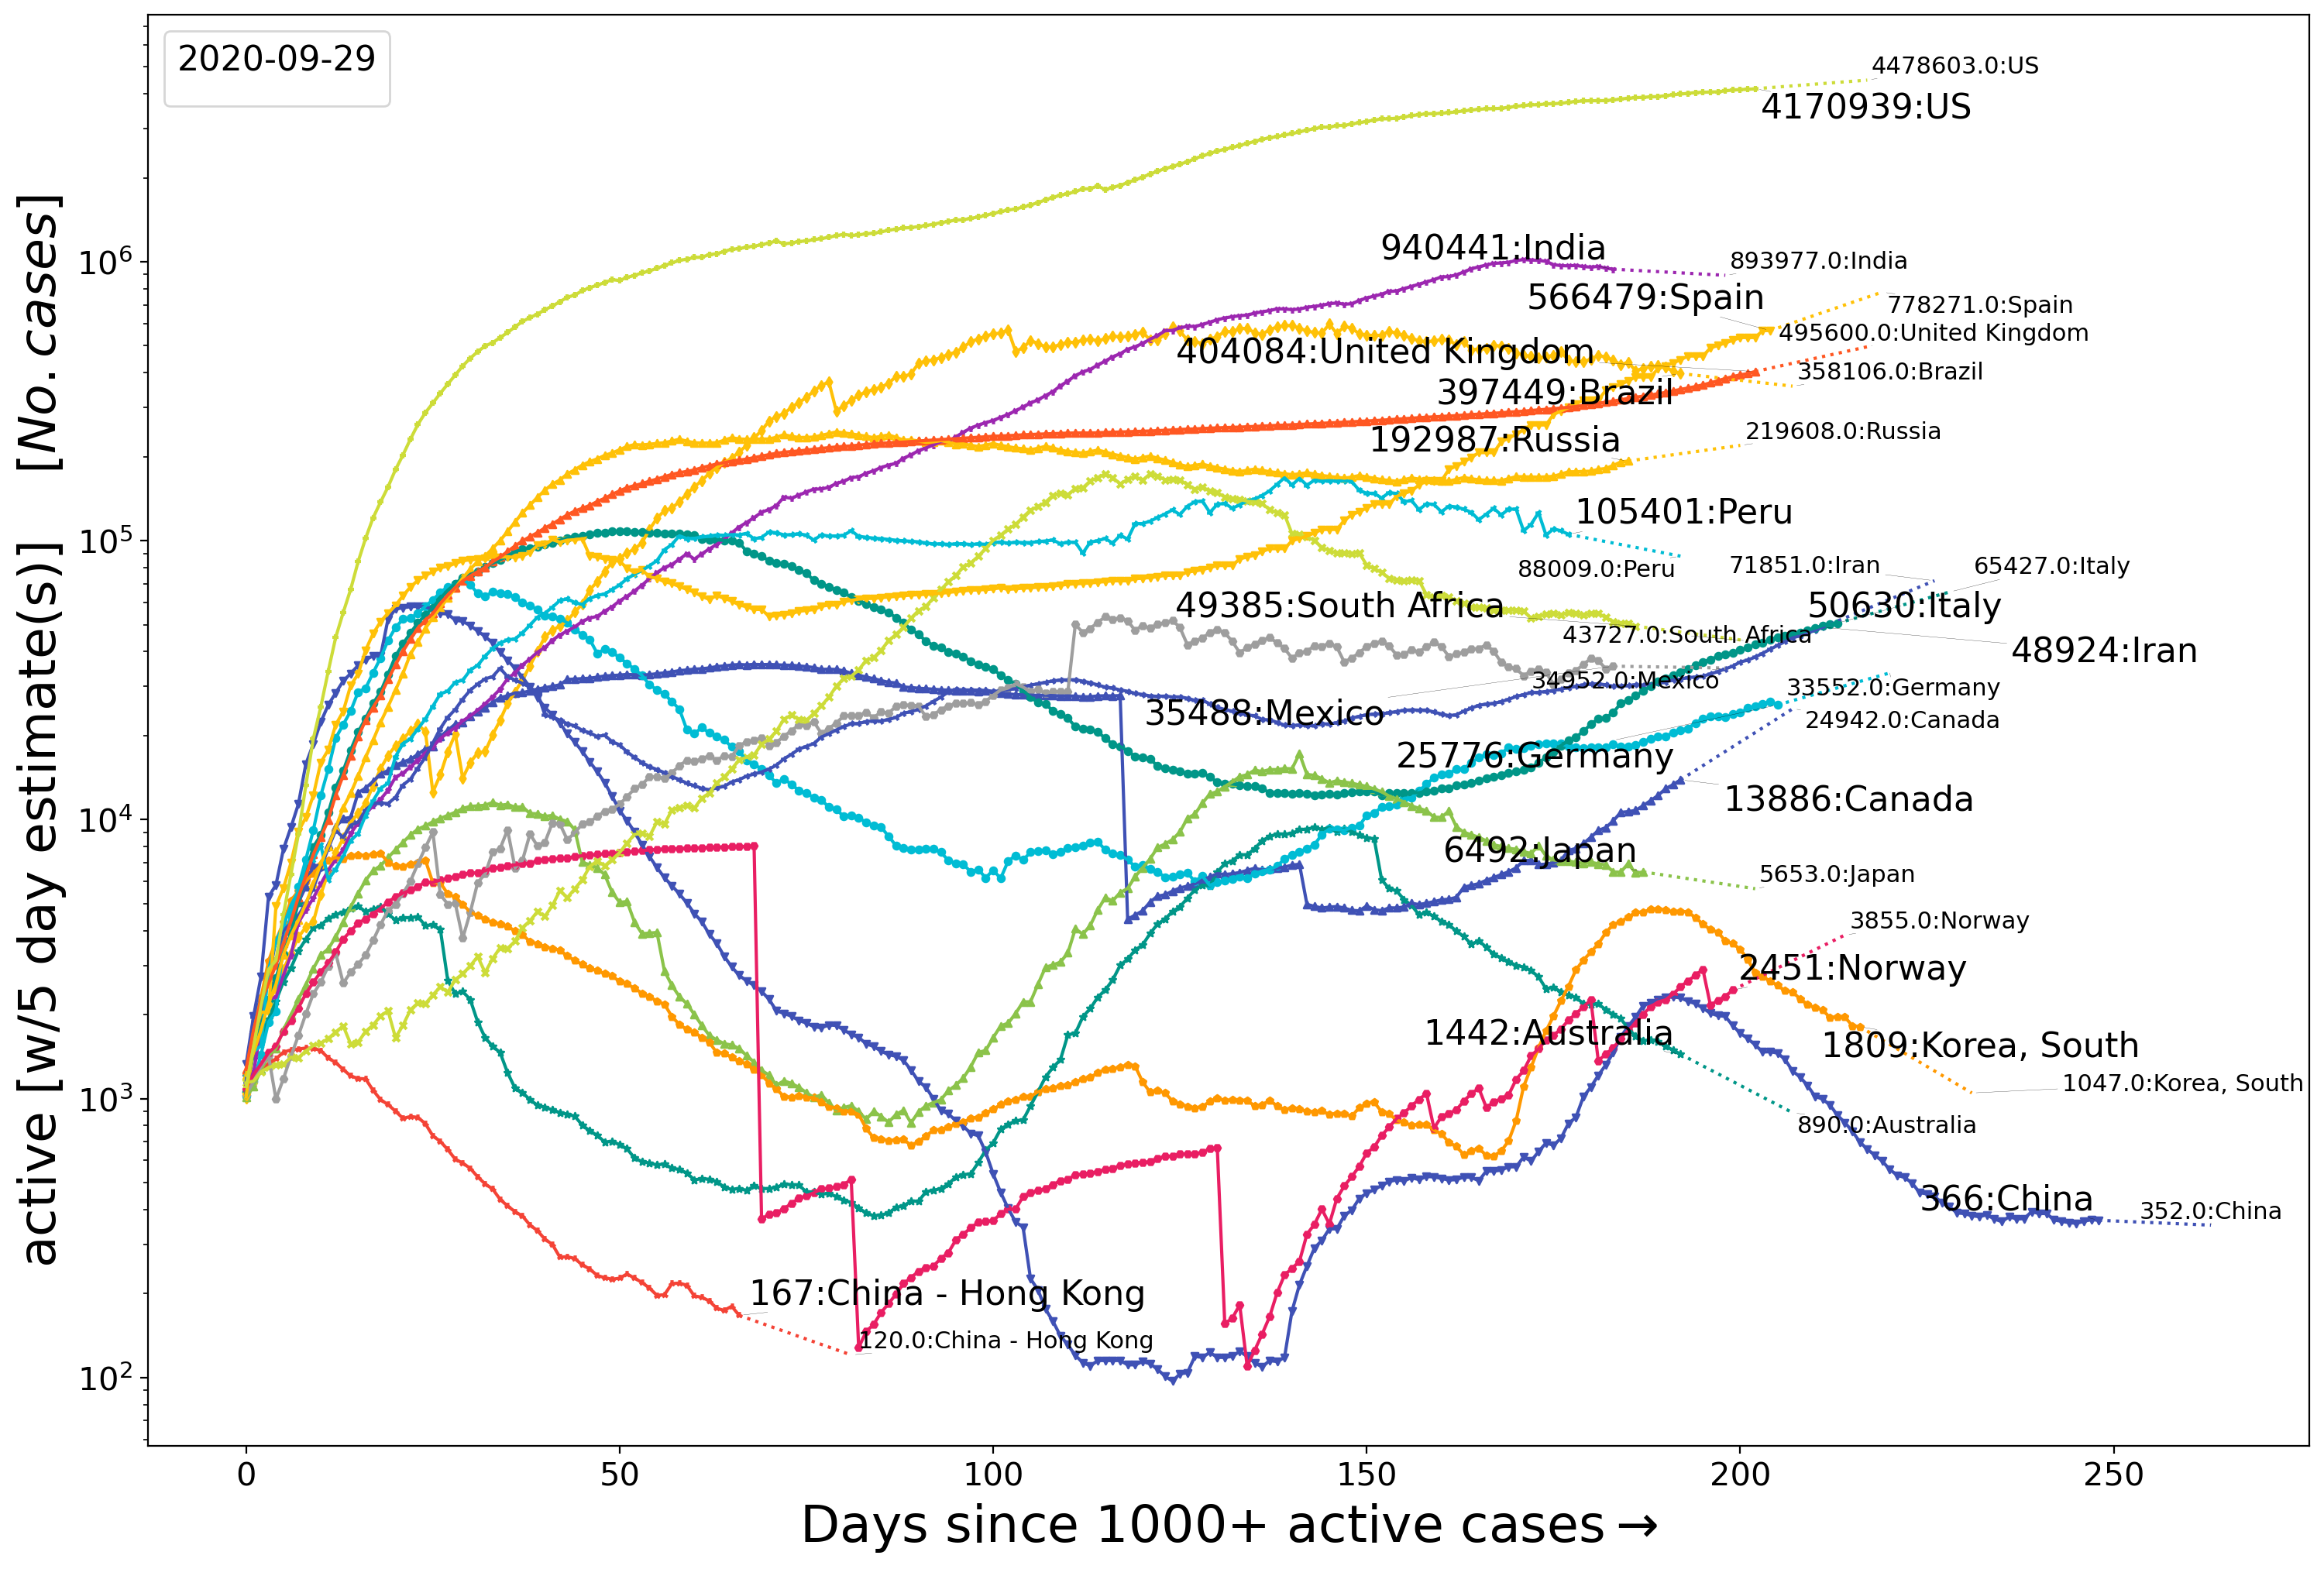 2020-09-29
4478603.0:US
4170939:US
940441:India
893977.0:India
566479:Spain
778271.0:Spain
495600.0:United Kingdom
404084:United Kingdom
358106.0:Brazil
397449:Brazil
219608.0:Russia
192987:Russia
105401:Peru
88009.0:Peru
71851.0:Iran
65427.0:Italy
49385:South Africa
50630:Italy
43727.0:South Africa
48924:Iran
34952.0:Mexico
33552.0:Germany
35488:Mexico
24942.0:Canada
25776:Germany
13886:Canada
6492:Japan
5653.0:Japan
3855.0:Norway
2451:Norway
1442:Australia
1809:Korea, South
1047.0:Korea, South
890.0:Australia
366:China
352.0:China
167:China - Hong Kong
120.0:China - Hong Kong
10⁶
10⁵
10⁴
10³
10²
active [w/5 day estimate(s)] [No.cases]
0 50 100 150 200 250
Days since 1000+ active cases→